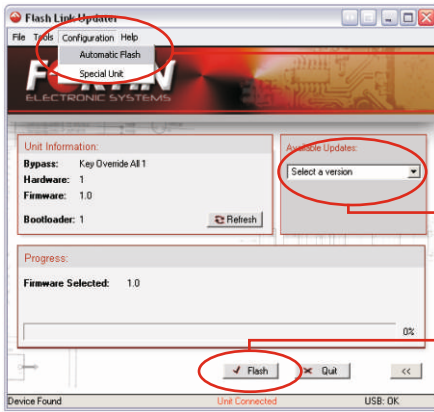 Flash Link Updater
File Tools Configuration Help
Automatic Flash
Special Unit
FORTIN
ELECTRONIC SYSTEMS
Unit Information:
Bypass: Key Override All 1
Hardware: 1
Firmware: 1.0
Bootloader: 1
Refresh
Available Updates:
Select a version
Progress:
Firmware Selected: 1.0
0%
Flash
Quit
<<
Device Found
Unit Connected
USB: OK